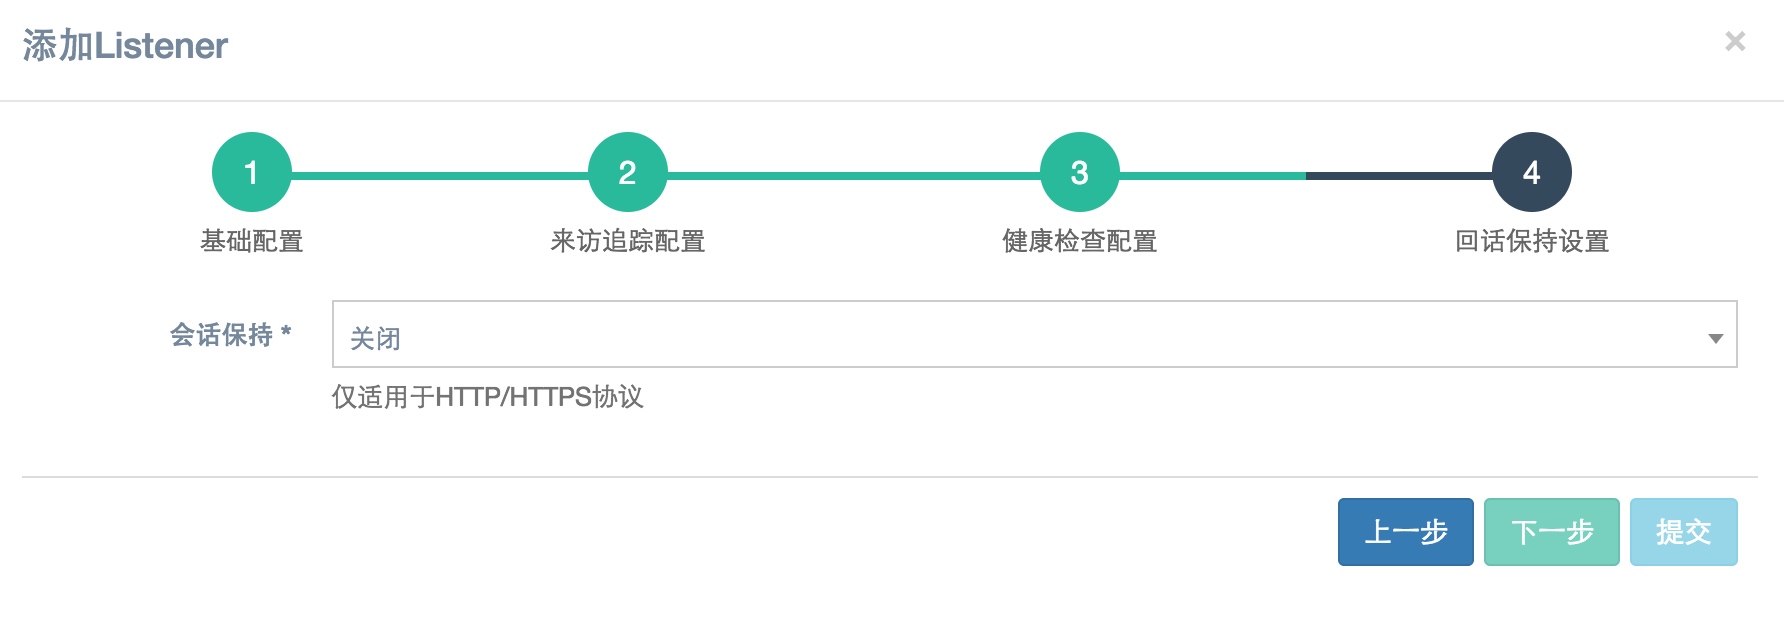 添加Listener
×
1
2
3
4
基础配置
来访追踪配置
健康检查配置
回话保持设置
会话保持 *
关闭
仅适用于HTTP/HTTPS协议
上一步
下一步
提交